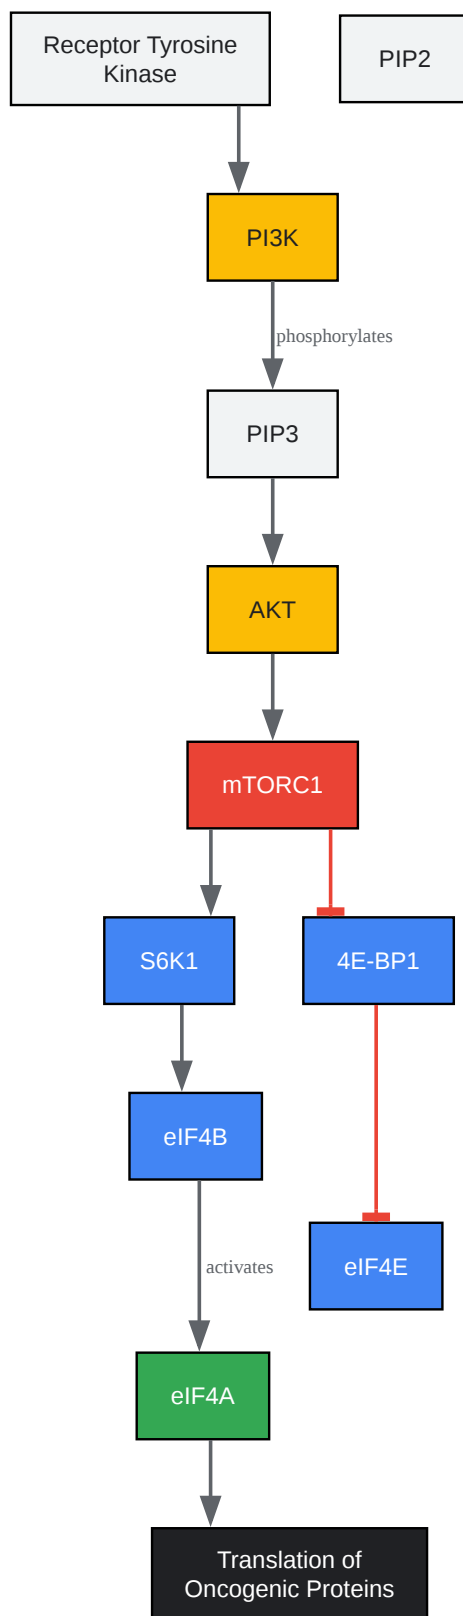 Receptor Tyrosine
Kinase
PIP2
PI3K
phosphorylates
PIP3
AKT
mTORC1
S6K1
4E-BP1
eIF4B
eIF4E
activates
eIF4A
Translation of
Oncogenic Proteins